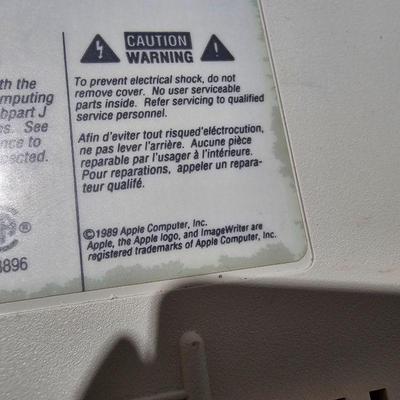 CAUTION
WARNING
To prevent electrical shock, do not
remove cover. No user serviceable
parts inside. Refer servicing to qualified
service personnel.
Afin d'eviter tout risqued'eléctrocution,
ne pas lever l'arrière. Aucune pièce
reparable par l'usager à l'intérieure.
Pour reparations, appeler un repara-
teur qualifé.
©1989 Apple Computer, Inc.
Apple, the Apple logo, and ImageWriter are
registered trademarks of Apple Computer, Inc.
th the
mputing
bpart J
s. See
nce to
pected.
®
3896